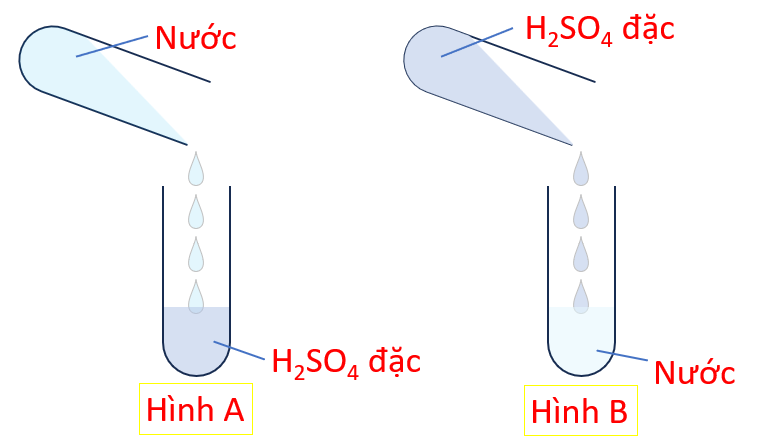 Nước
H₂SO₄ đặc
H₂SO₄ đặc
Nước
Hình A
Hình B